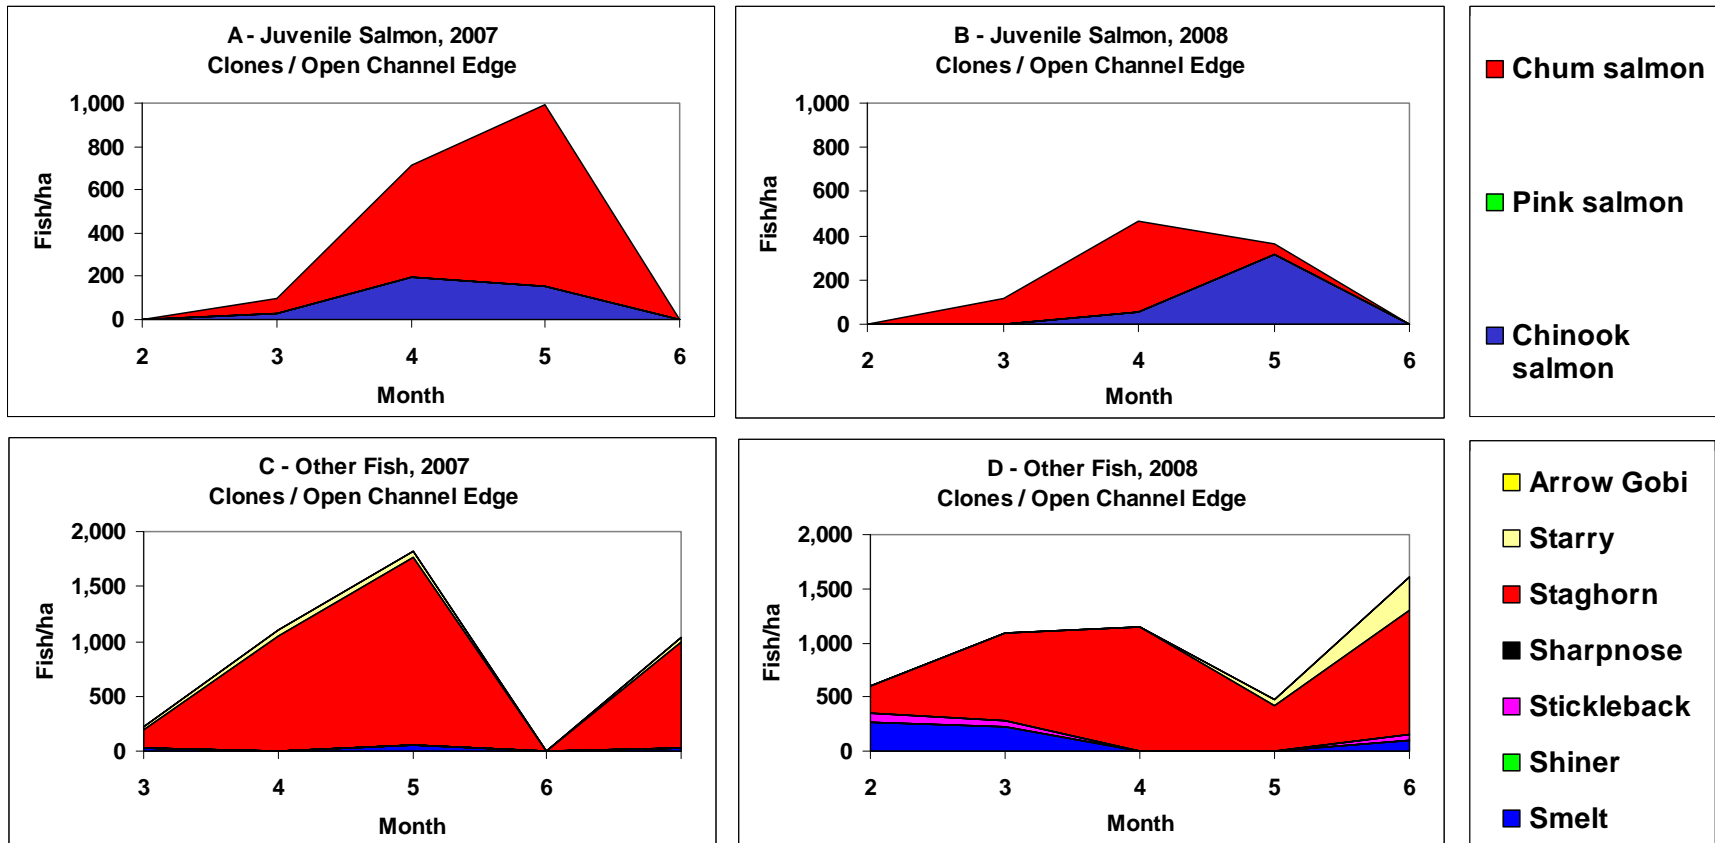 A - Juvenile Salmon, 2007
Clones / Open Channel Edge
1,000
800
600
400
200
0
Fish/ha
2 3 4 5 6
Month
B - Juvenile Salmon, 2008
Clones / Open Channel Edge
1,000
800
600
400
200
0
Fish/ha
2 3 4 5 6
Month
Chum salmon
Pink salmon
Chinook
salmon
C - Other Fish, 2007
Clones / Open Channel Edge
2,000
1,500
1,000
500
0
Fish/ha
3 4 5 6
Month
D - Other Fish, 2008
Clones / Open Channel Edge
2,000
1,500
1,000
500
0
Fish/ha
2 3 4 5 6
Month
Arrow Gobi
Starry
Staghorn
Sharpnose
Stickleback
Shiner
Smelt